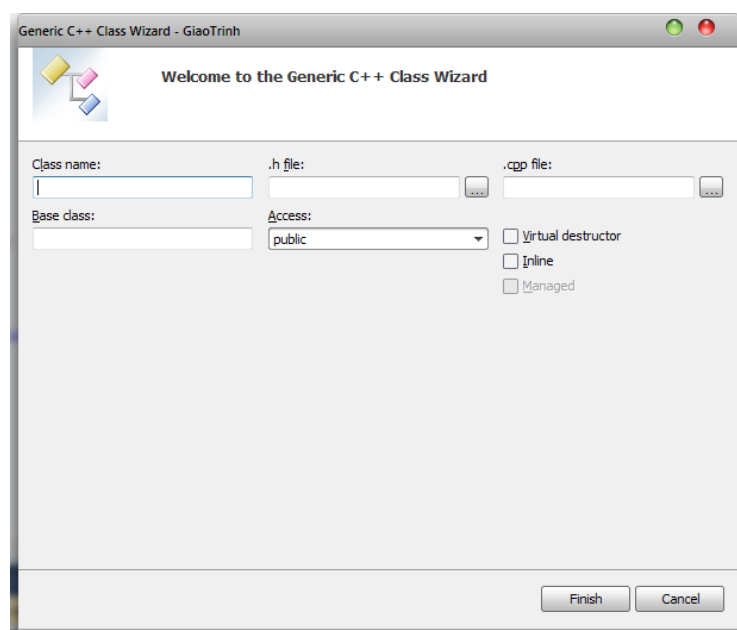 Generic C++ Class Wizard - GiaoTrinh
Welcome to the Generic C++ Class Wizard
Class name:
.h file:
.cpp file:
...
...
Base class:
Access:
public
Virtual destructor
Inline
Managed
Finish
Cancel